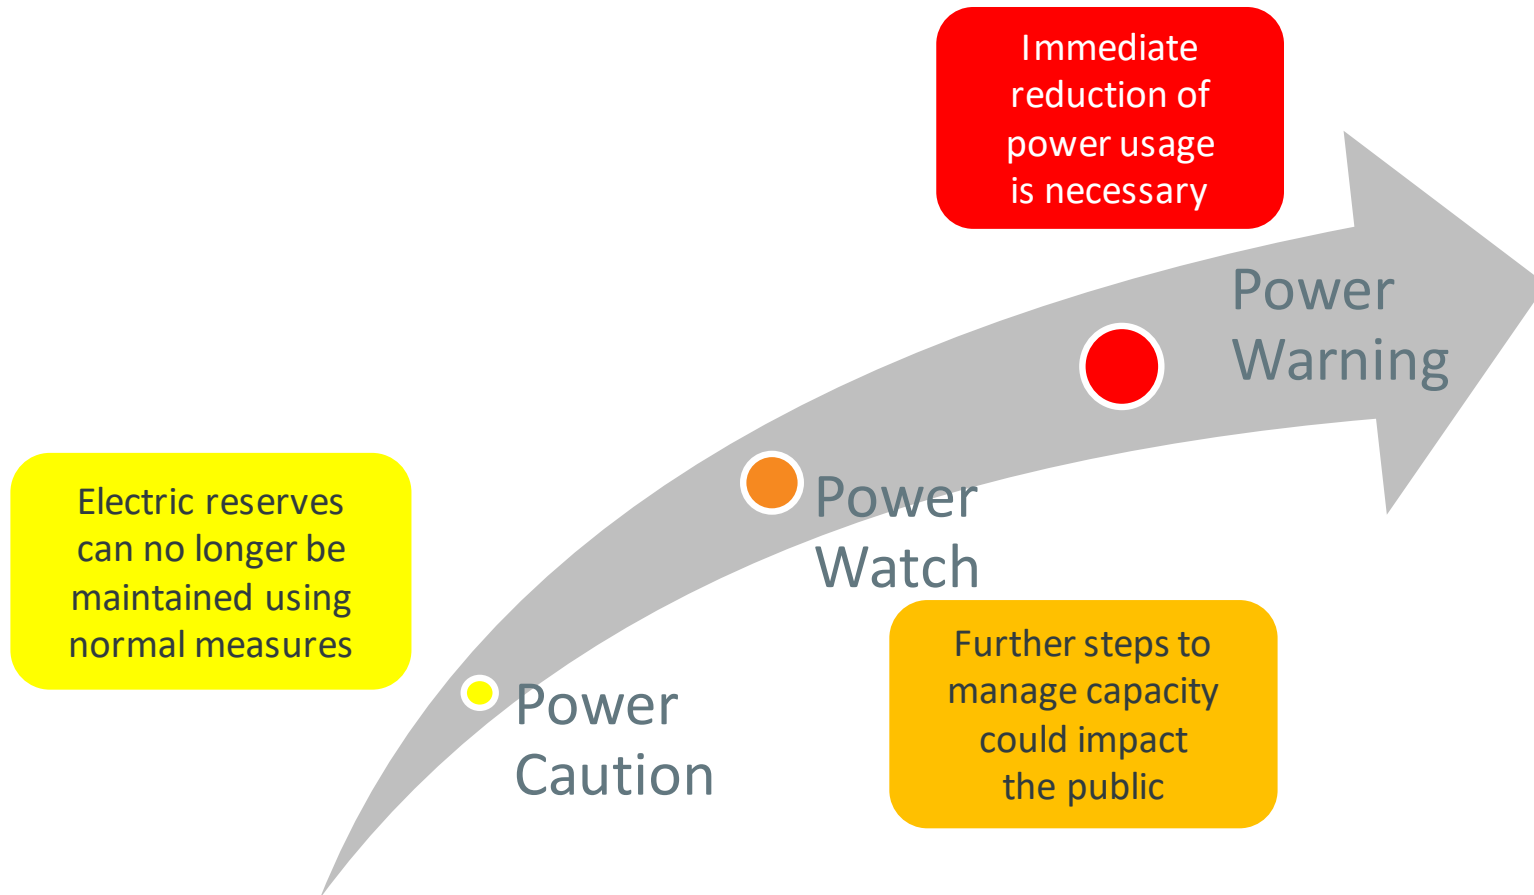 Immediate
reduction of
power usage
is necessary
Power
Warning
Electric reserves
can no longer be
maintained using
normal measures
Power
Watch
Further steps to
manage capacity
could impact
the public
Power
Caution